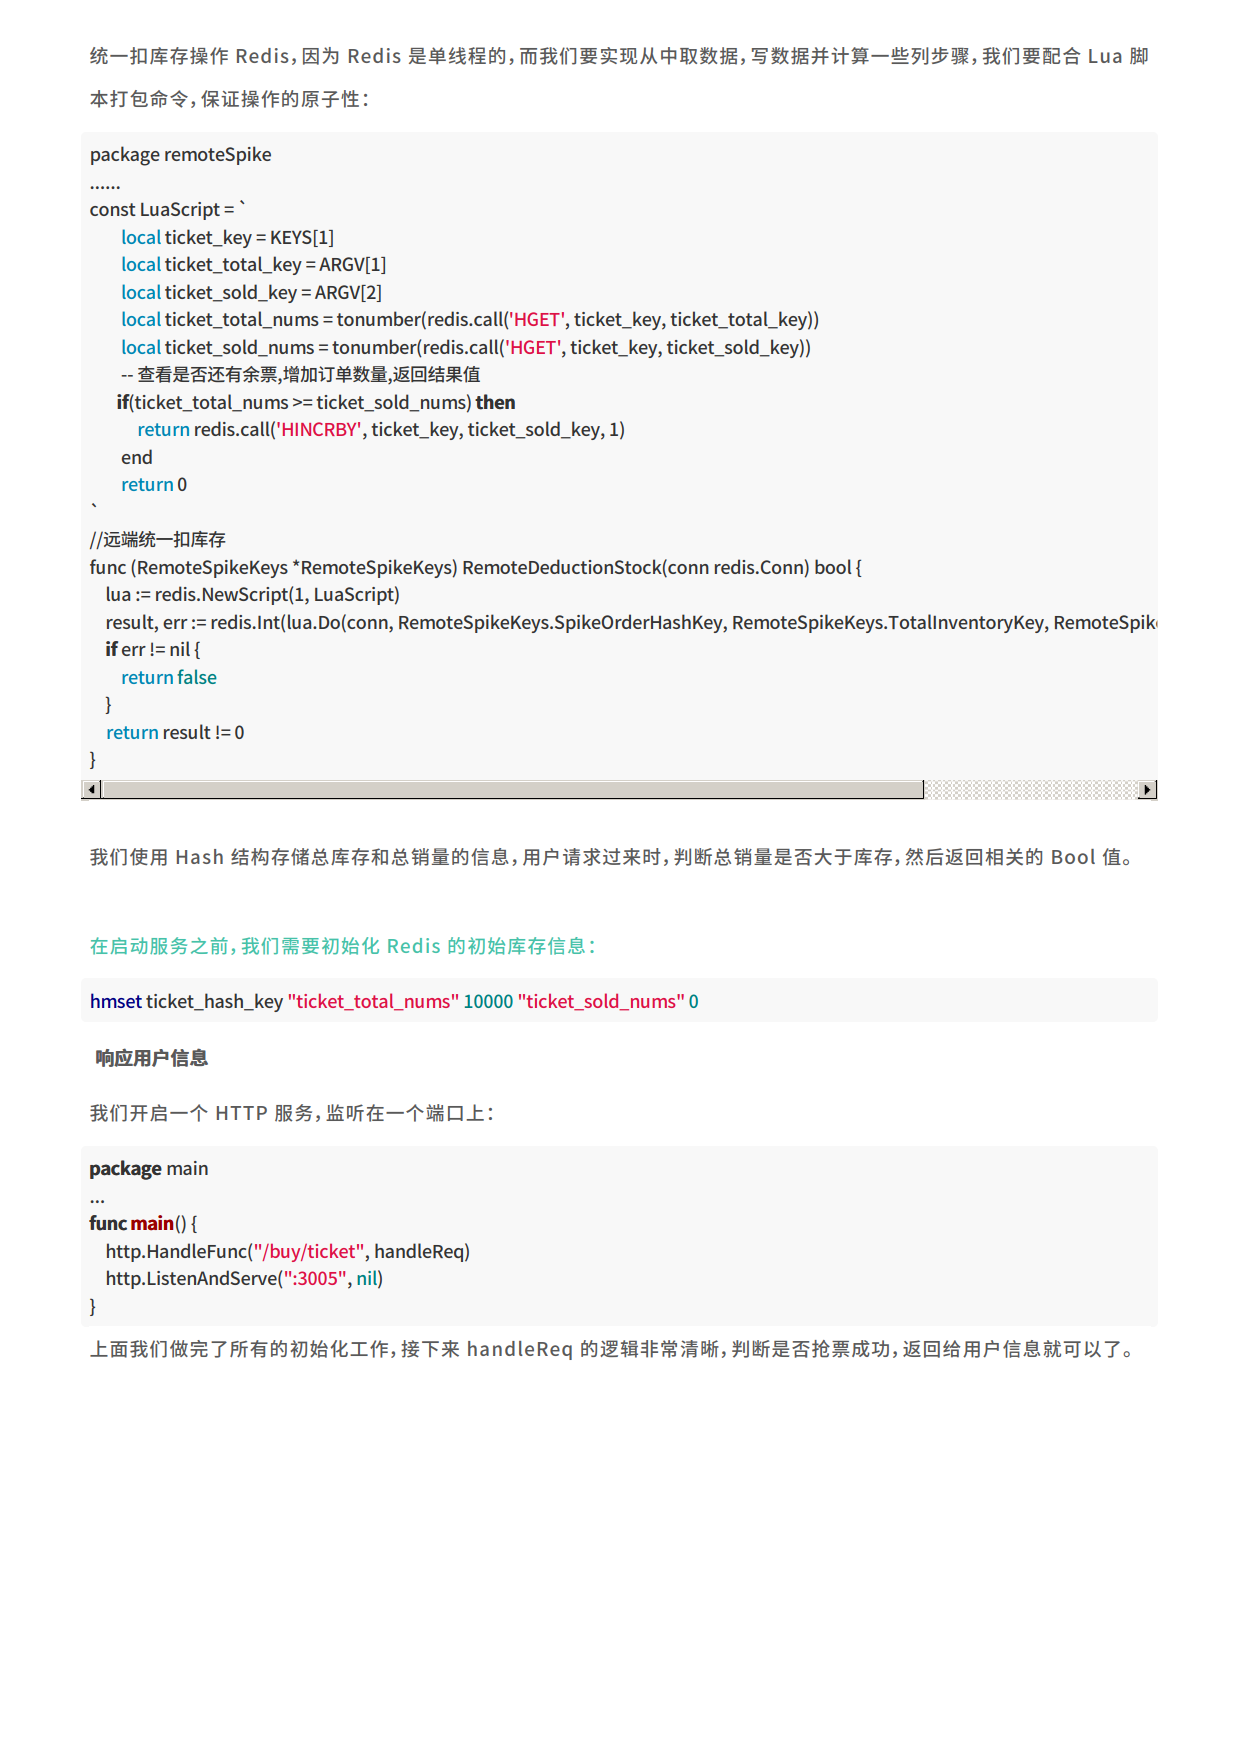 统一扣库存操作 Redis，因为 Redis 是单线程的，而我们要实现从中取数据，写数据并计算一些列步骤，我们要配合 Lua 脚
本打包命令，保证操作的原子性：
package remoteSpike
......
const LuaScript = `
local ticket_key = KEYS[1]
local ticket_total_key = ARGV[1]
local ticket_sold_key = ARGV[2]
local ticket_total_nums = tonumber(redis.call('HGET', ticket_key, ticket_total_key))
local ticket_sold_nums = tonumber(redis.call('HGET', ticket_key, ticket_sold_key))
-- 查看是否还有余票,增加订单数量,返回结果值
if(ticket_total_nums >= ticket_sold_nums) then
return redis.call('HINCRBY', ticket_key, ticket_sold_key, 1)
end
return 0
`
//远端统一扣库存
func (RemoteSpikeKeys *RemoteSpikeKeys) RemoteDeductionStock(conn redis.Conn) bool {
lua := redis.NewScript(1, LuaScript)
result, err := redis.Int(lua.Do(conn, RemoteSpikeKeys.SpikeOrderHashKey, RemoteSpikeKeys.TotalInventoryKey, RemoteSpike
if err != nil {
return false
}
return result != 0
}
我们使用 Hash 结构存储总库存和总销量的信息，用户请求过来时，判断总销量是否大于库存，然后返回相关的 Bool 值。
在启动服务之前，我们需要初始化 Redis 的初始库存信息：
hmset ticket_hash_key "ticket_total_nums" 10000 "ticket_sold_nums" 0
响应用户信息
我们开启一个 HTTP 服务，监听在一个端口上：
package main
...
func main() {
http.HandleFunc("/buy/ticket", handleReq)
http.ListenAndServe(":3005", nil)
}
上面我们做完了所有的初始化工作，接下来 handleReq 的逻辑非常清晰，判断是否抢票成功，返回给用户信息就可以了。